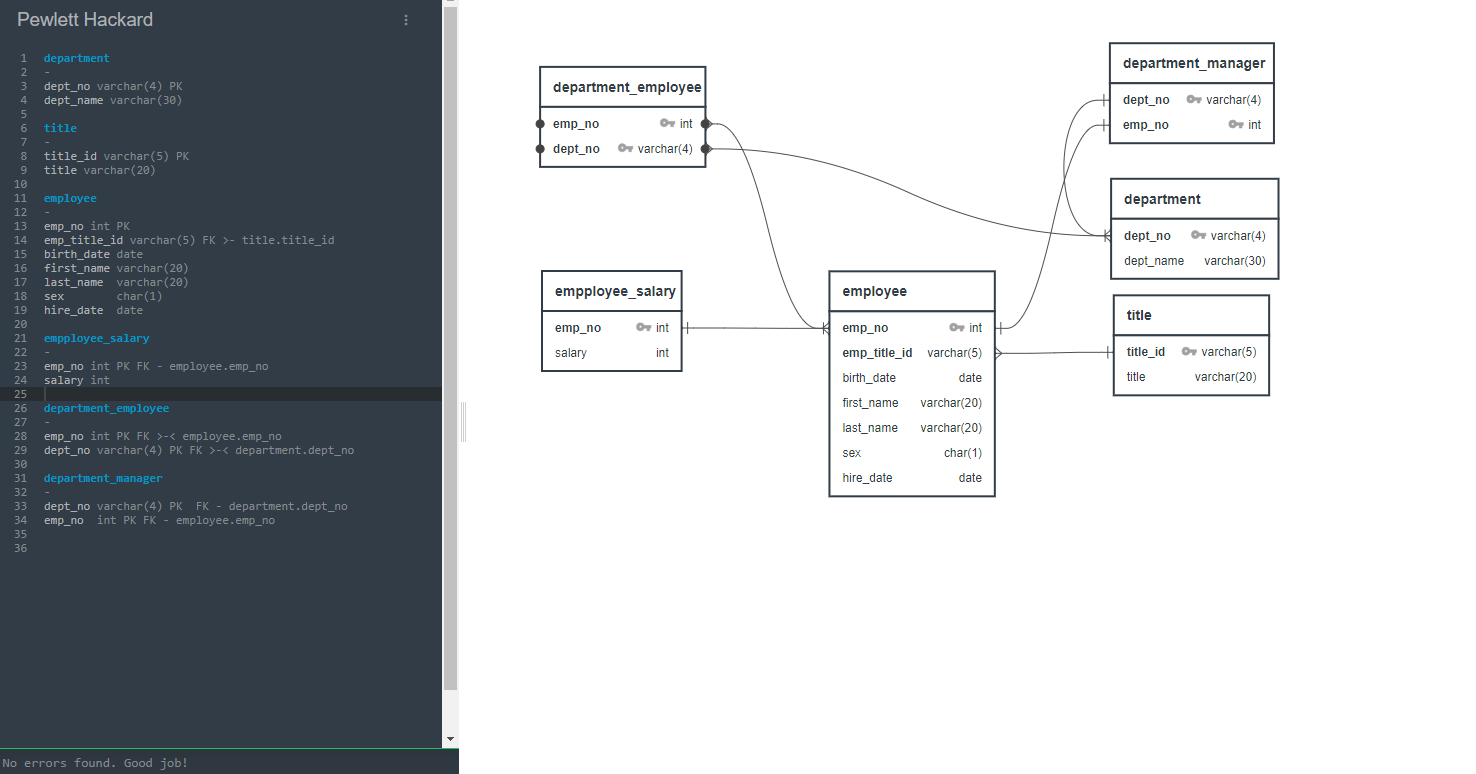 Pewlett Hackard
1 department
2 -
3 dept_no varchar(4) PK
4 dept_name varchar(30)
5
6 title
7 -
8 title_id varchar(5) PK
9 title varchar(20)
10
11 employee
12 -
13 emp_no int PK
14 emp_title_id varchar(5) FK >- title.title_id
15 birth_date date
16 first_name varchar(20)
17 last_name  varchar(20)
18 sex        char(1)
19 hire_date  date
20
21 empployee_salary
22 -
23 emp_no int PK FK - employee.emp_no
24 salary int
25
26 department_employee
27 -
28 emp_no int PK FK >-< employee.emp_no
29 dept_no varchar(4) PK FK >-< department.dept_no
30
31 department_manager
32 -
33 dept_no varchar(4) PK  FK - department.dept_no
34 emp_no  int PK FK - employee.emp_no
35
36
No errors found. Good job!
department_employee
emp_no int
dept_no varchar(4)
department_manager
dept_no varchar(4)
emp_no int
department
dept_no varchar(4)
dept_name varchar(30)
empployee_salary
emp_no int
salary int
employee
emp_no int
emp_title_id varchar(5)
birth_date date
first_name varchar(20)
last_name varchar(20)
sex char(1)
hire_date date
title
title_id varchar(5)
title varchar(20)